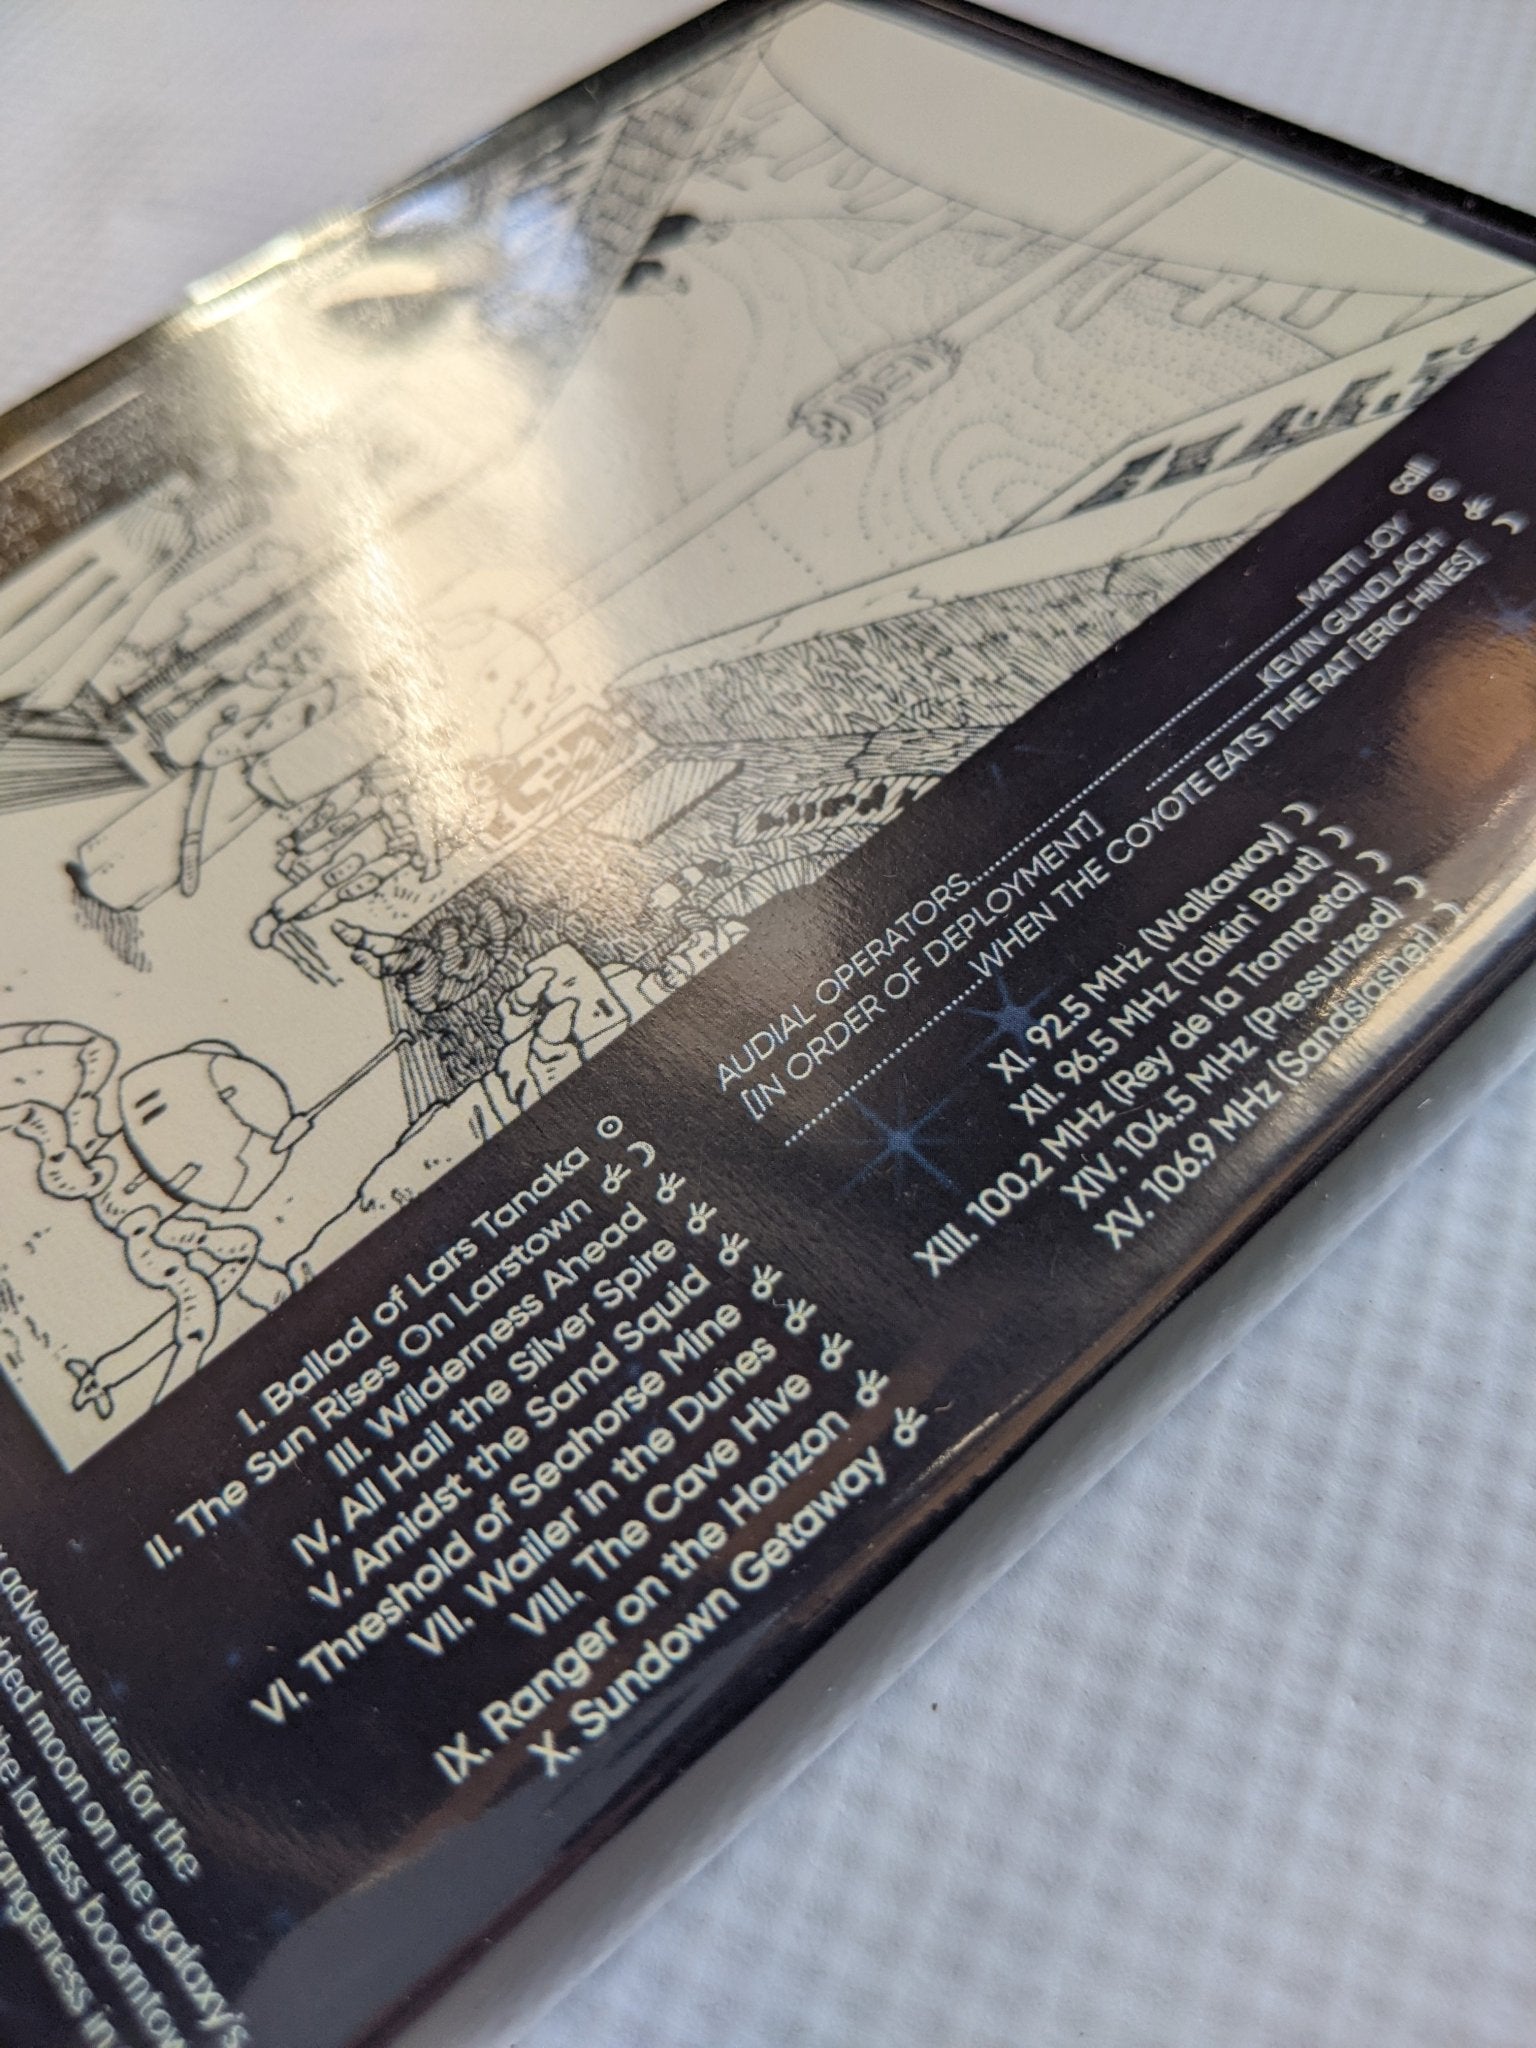 call
AUDIAL OPERATORS....................MATTI JOY
[IN ORDER OF DEPLOYMENT] ..........KEVIN GUNDLACH
....................WHEN THE COYOTE EATS THE RAT [ERIC HINES]
I. Ballad of Lars Tanaka
II. The Sun Rises On Larstown
III. Wilderness Ahead
IV. All Hail the Silver Spire
V. Amidst the Sand Squid
VI. Threshold of Seahorse Mine
VII. Wailer in the Dunes
VIII. The Cave Hive
IX. Ranger on the Horizon
X. Sundown Getaway
XI. 92.5 MHz (Walkaway)
XII. 96.5 MHz (Talkin' Bout)
XIII. 100.2 MHz (Rey de la Trompeta)
XIV. 104.5 MHz (Pressurized)
XV. 106.9 MHz (Sandslasher)
adventure zine for the
moon on the galaxy's
lawless
in